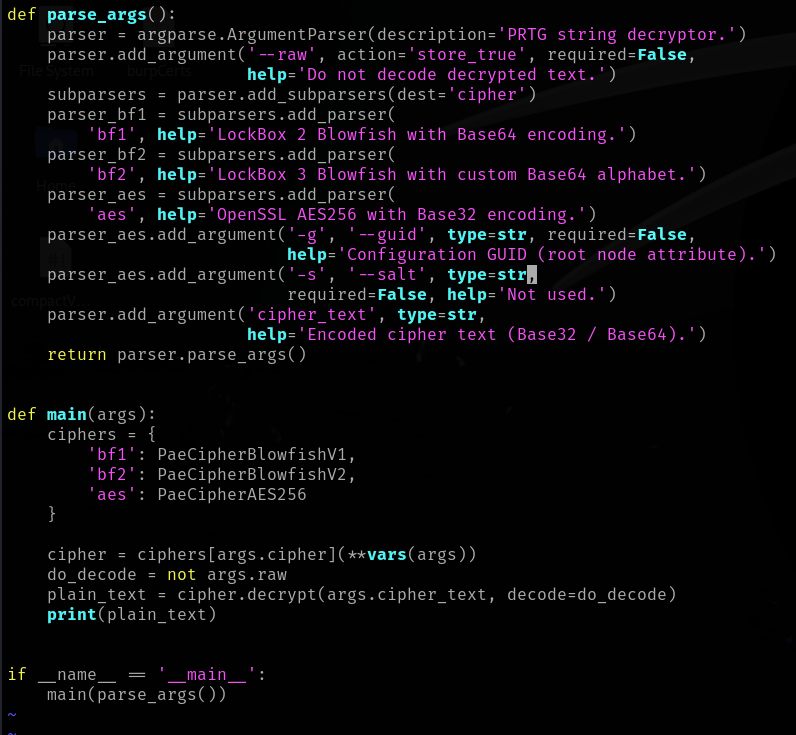 def parse_args():
    parser = argparse.ArgumentParser(description='PRTG string decryptor.')
    parser.add_argument('--raw', action='store_true', required=False,
                        help='Do not decode decrypted text.')
    subparsers = parser.add_subparsers(dest='cipher')
    parser_bf1 = subparsers.add_parser(
        'bf1', help='LockBox 2 Blowfish with Base64 encoding.')
    parser_bf2 = subparsers.add_parser(
        'bf2', help='LockBox 3 Blowfish with custom Base64 alphabet.')
    parser_aes = subparsers.add_parser(
        'aes', help='OpenSSL AES256 with Base32 encoding.')
    parser_aes.add_argument('-g', '--guid', type=str, required=False,
                            help='Configuration GUID (root node attribute).')
    parser_aes.add_argument('-s', '--salt', type=str,
                            required=False, help='Not used.')
    parser.add_argument('cipher_text', type=str,
                        help='Encoded cipher text (Base32 / Base64).')
    return parser.parse_args()
def main(args):
    ciphers = {
        'bf1': PaeCipherBlowfishV1,
        'bf2': PaeCipherBlowfishV2,
        'aes': PaeCipherAES256
    }
    cipher = ciphers[args.cipher](**vars(args))
    do_decode = not args.raw
    plain_text = cipher.decrypt(args.cipher_text, decode=do_decode)
    print(plain_text)
if __name__ == '__main__':
    main(parse_args())
~
~
File System
burpCerts